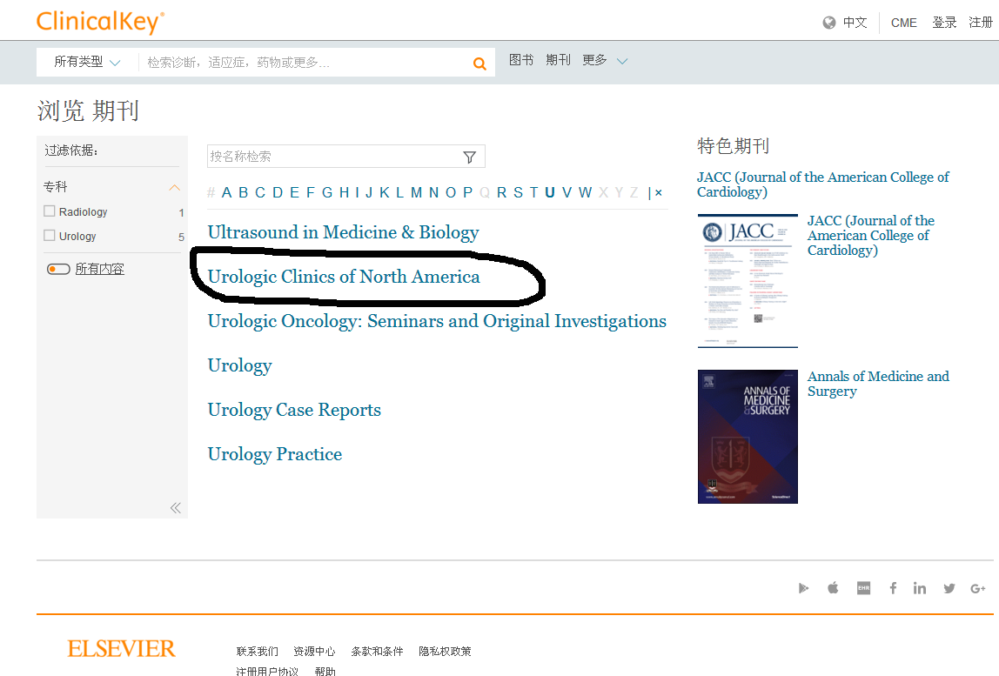 ClinicalKey®
中文 CME 登录 注册
所有类型 检索诊断，适应症，药物或更多... 图书 期刊 更多
浏览 期刊
过滤依据:
专科
Radiology 1
Urology 5
所有内容
按名称检索
# A B C D E F G H I J K L M N O P Q R S T U V W X Y Z | ×
Ultrasound in Medicine & Biology
Urologic Clinics of North America
Urologic Oncology: Seminars and Original Investigations
Urology
Urology Case Reports
Urology Practice
特色期刊
JACC (Journal of the American College of
Cardiology)
JACC
JACC (Journal of the
American College of
Cardiology)
ANNALS OF
MEDICINE
&SURGERY
Annals of Medicine and
Surgery
EHR f in G+
ELSEVIER
联系我们 资源中心 条款和条件 隐私权政策
注册用户协议 帮助